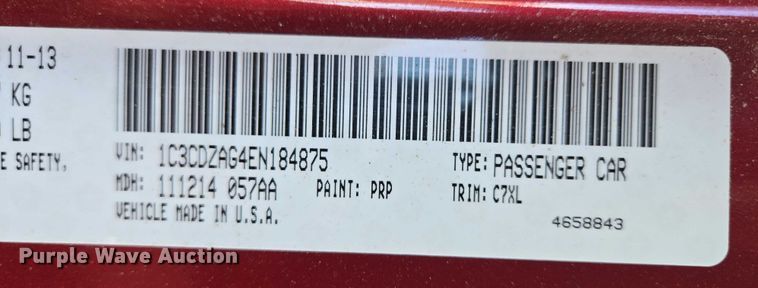 11-13
KG
LB
E SAFETY,
VIN: 1C3CDZAG4EN184875 TYPE: PASSENGER CAR
MDH: 111214 057AA PAINT: PRP TRIM: C7XL
VEHICLE MADE IN U.S.A. 4658843
Purple Wave Auction